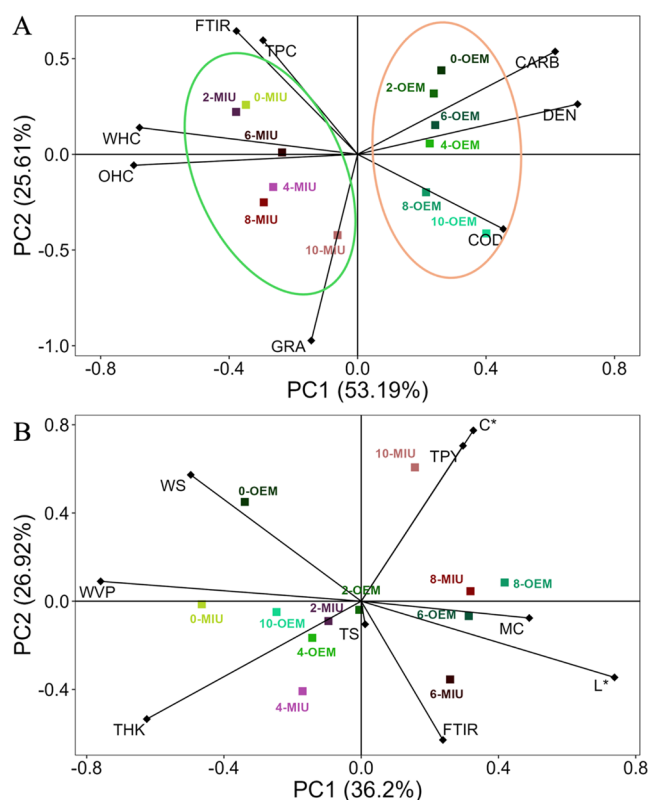 A
FTIR
TPC
0-OEM
CARB
0.5
2-OEM
2-MIU
0-MIU
DEN
6-OEM
WHC
6-MIU
4-OEM
0.0
OHC
4-MIU
8-OEM
8-MIU
10-OEM
COD
-0.5
10-MIU
GRA
-1.0
PC2 (25.61%)
-0.8
-0.4
0.0
0.4
0.8
PC1 (53.19%)
B
0.8
C*
10-MIU
TPY
WS
0-OEM
0.4
WVP
2-OEM
8-MIU
8-OEM
0.0
0-MIU
10-OEM
2-MIU
TS
6-OEM
MC
4-OEM
L*
4-MIU
6-MIU
-0.4
THK
FTIR
PC2 (26.92%)
-0.8
-0.4
0.0
0.4
0.8
PC1 (36.2%)